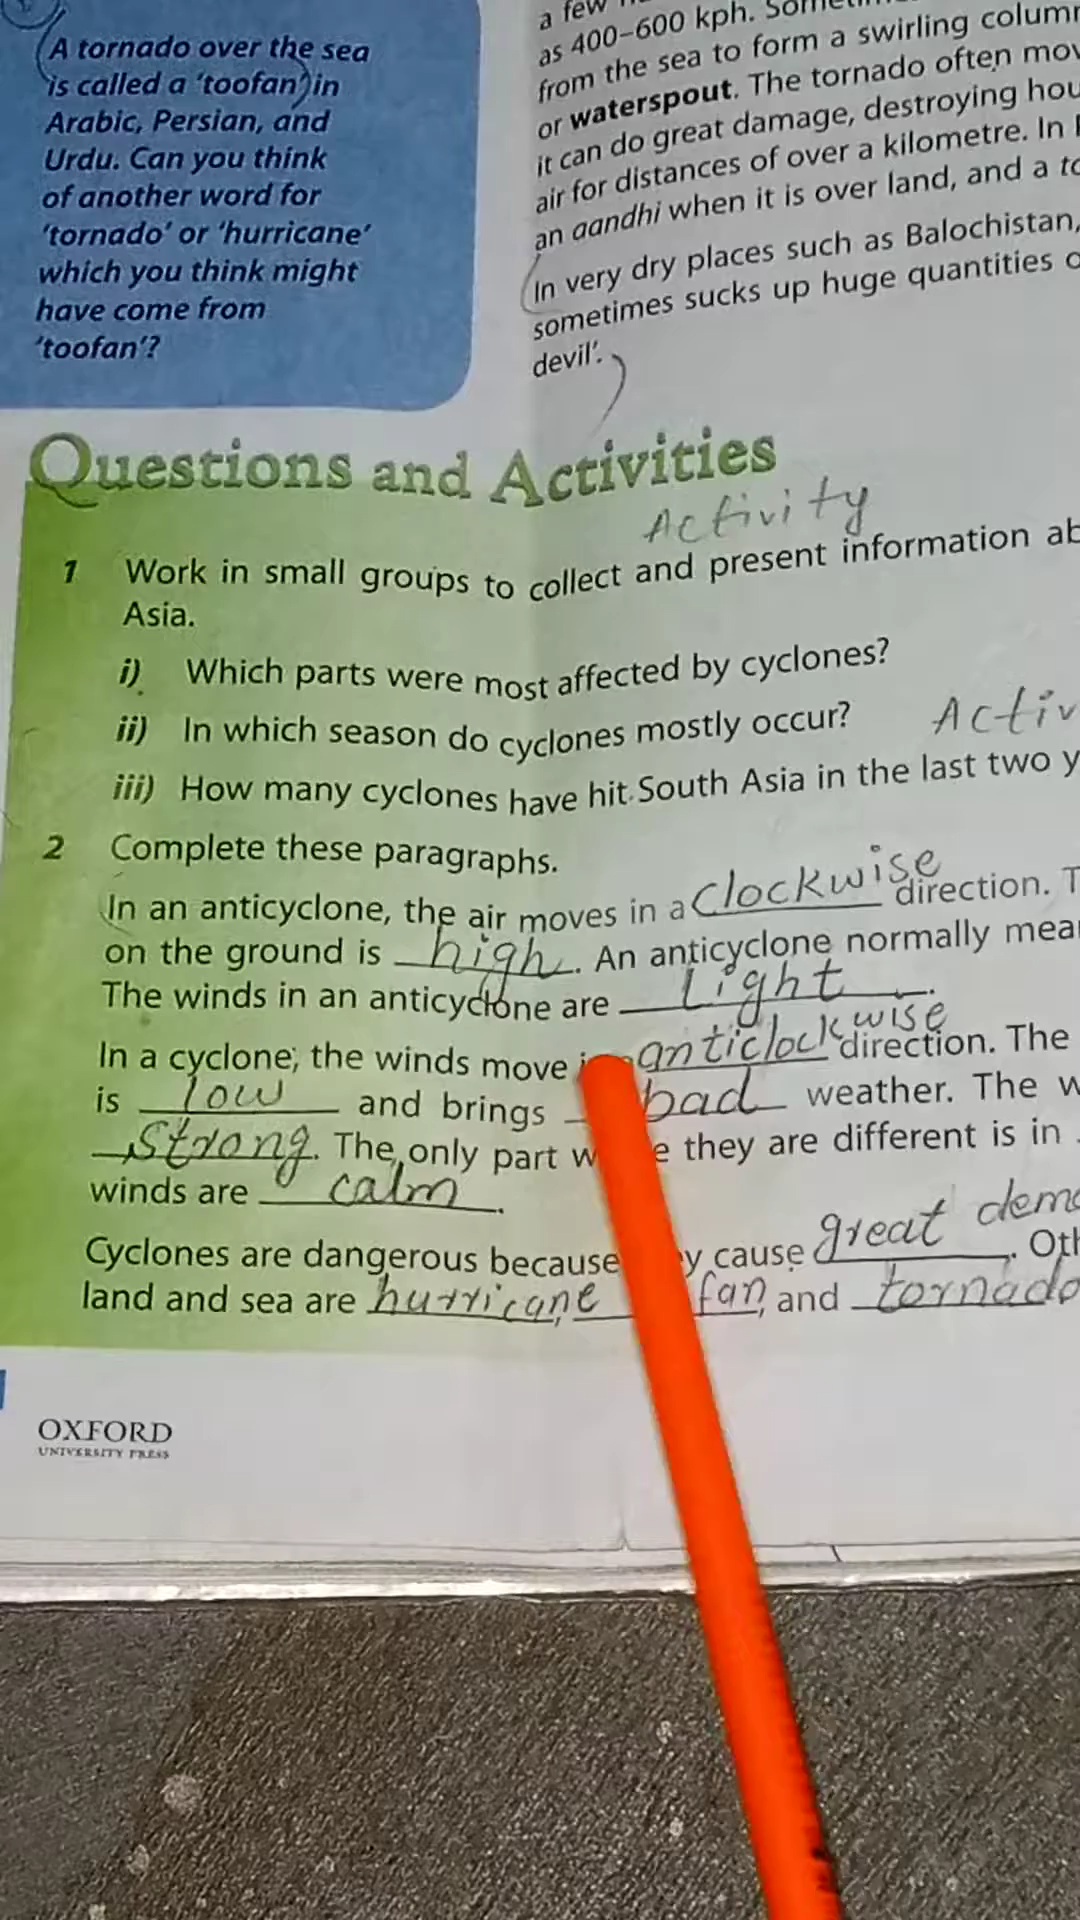 A tornado over the sea
is called a 'toofan' in
Arabic, Persian, and
Urdu. Can you think
of another word for
'tornado' or 'hurricane'
which you think might
have come from
'toofan'?
a few
as 400–600 kph.
from the sea to form a swirling column
or waterspout. The tornado often
it can do great damage, destroying
air for distances of over a kilometre. In
an aandhi when it is over land, and a
In very dry places such as Balochistan,
sometimes sucks up huge quantities
devil'.
Questions and Activities
Activity
1 Work in small groups to collect and present information
Asia.
i) Which parts were most affected by cyclones?
ii) In which season do cyclones mostly occur?
iii) How many cyclones have hit South Asia in the last two
2 Complete these paragraphs.
In an anticyclone, the air moves in a Clockwise direction.
on the ground is high. An anticyclone normally
The winds in an anticyclone are Light.
In a cyclone, the winds move anticlockwise direction. The
is low and brings bad weather. The
strong. The only part they are different is in
winds are calm.
Cyclones are dangerous because cause great
land and sea are hurricane, and tornado
OXFORD
UNIVERSITY PRESS